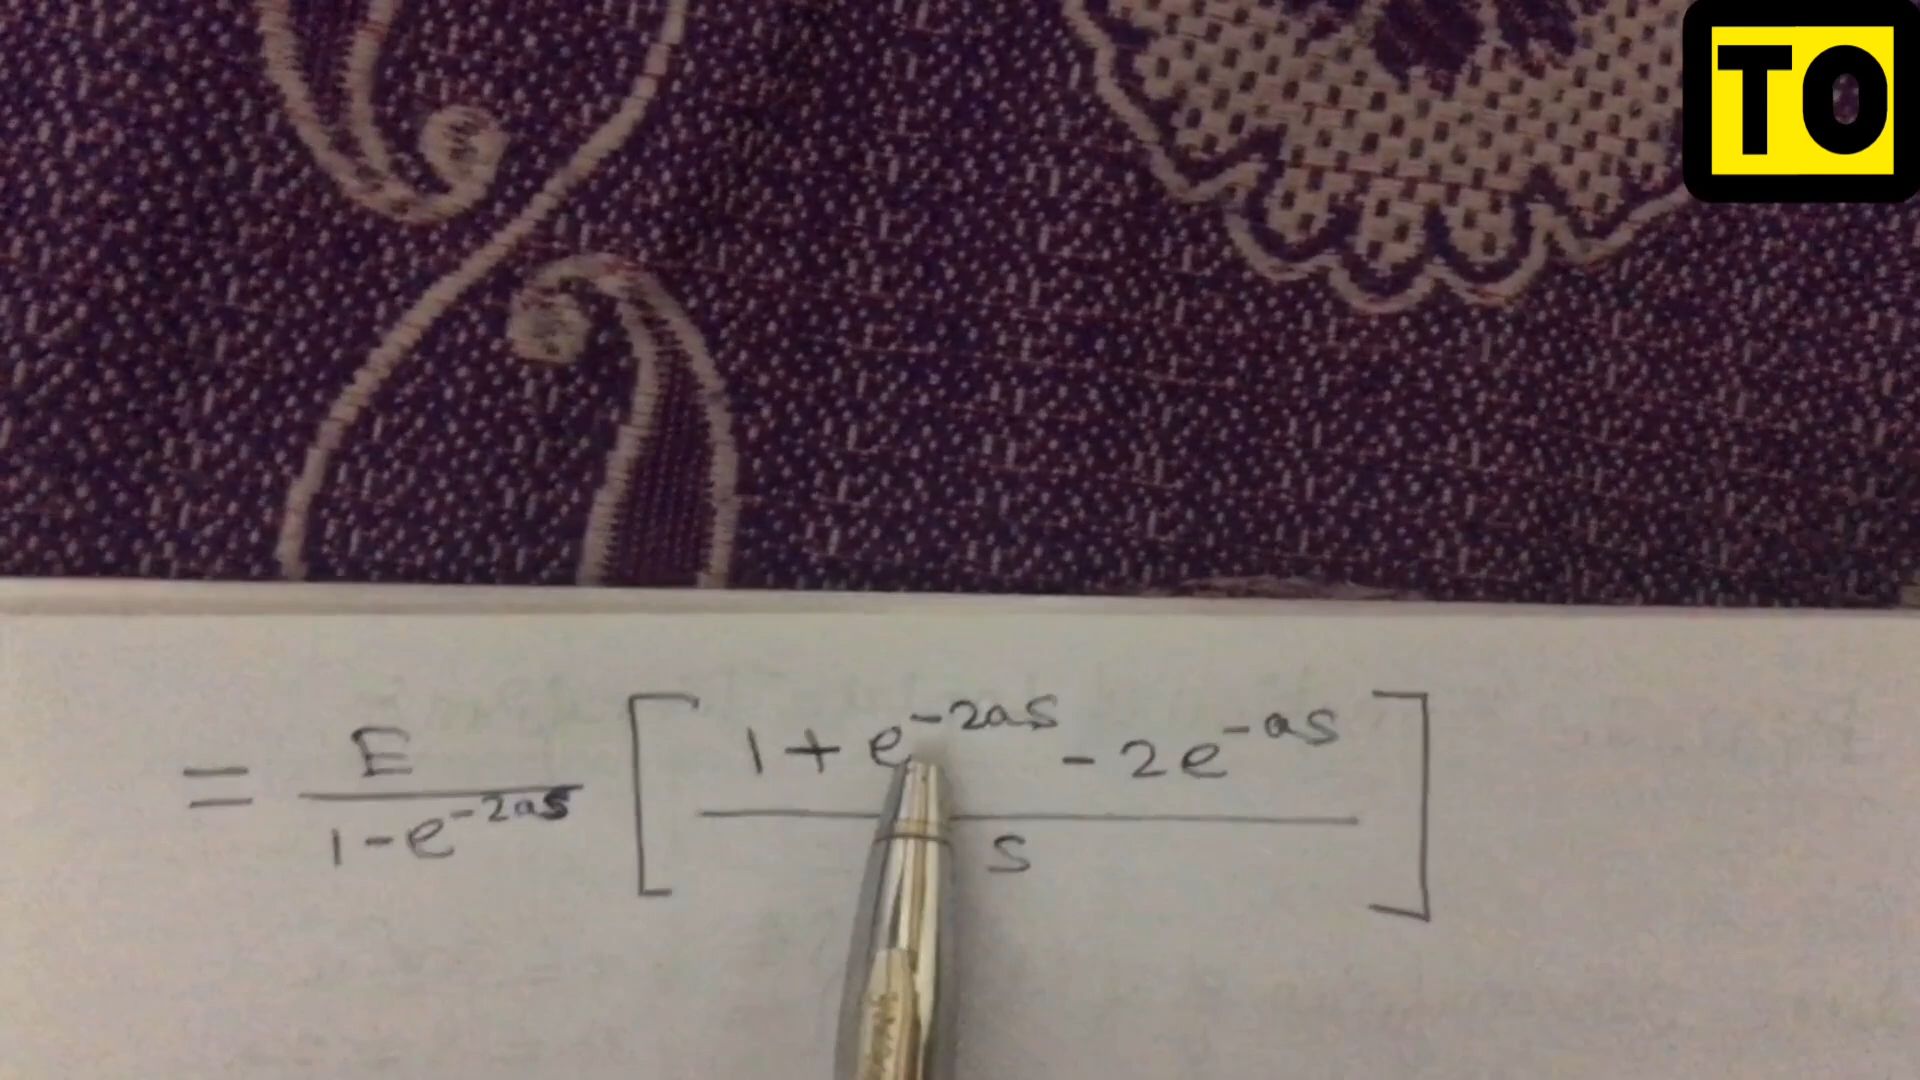 TO
= E / 1-e^-2as [ 1+e^-2as -2e^-as / s ]